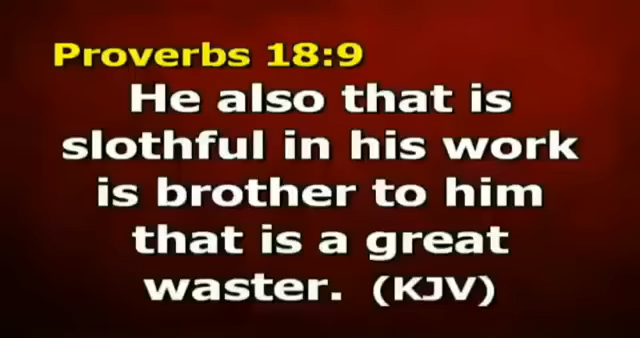 Proverbs 18:9
He also that is
slothful in his work
is brother to him
that is a great
waster. (KJV)